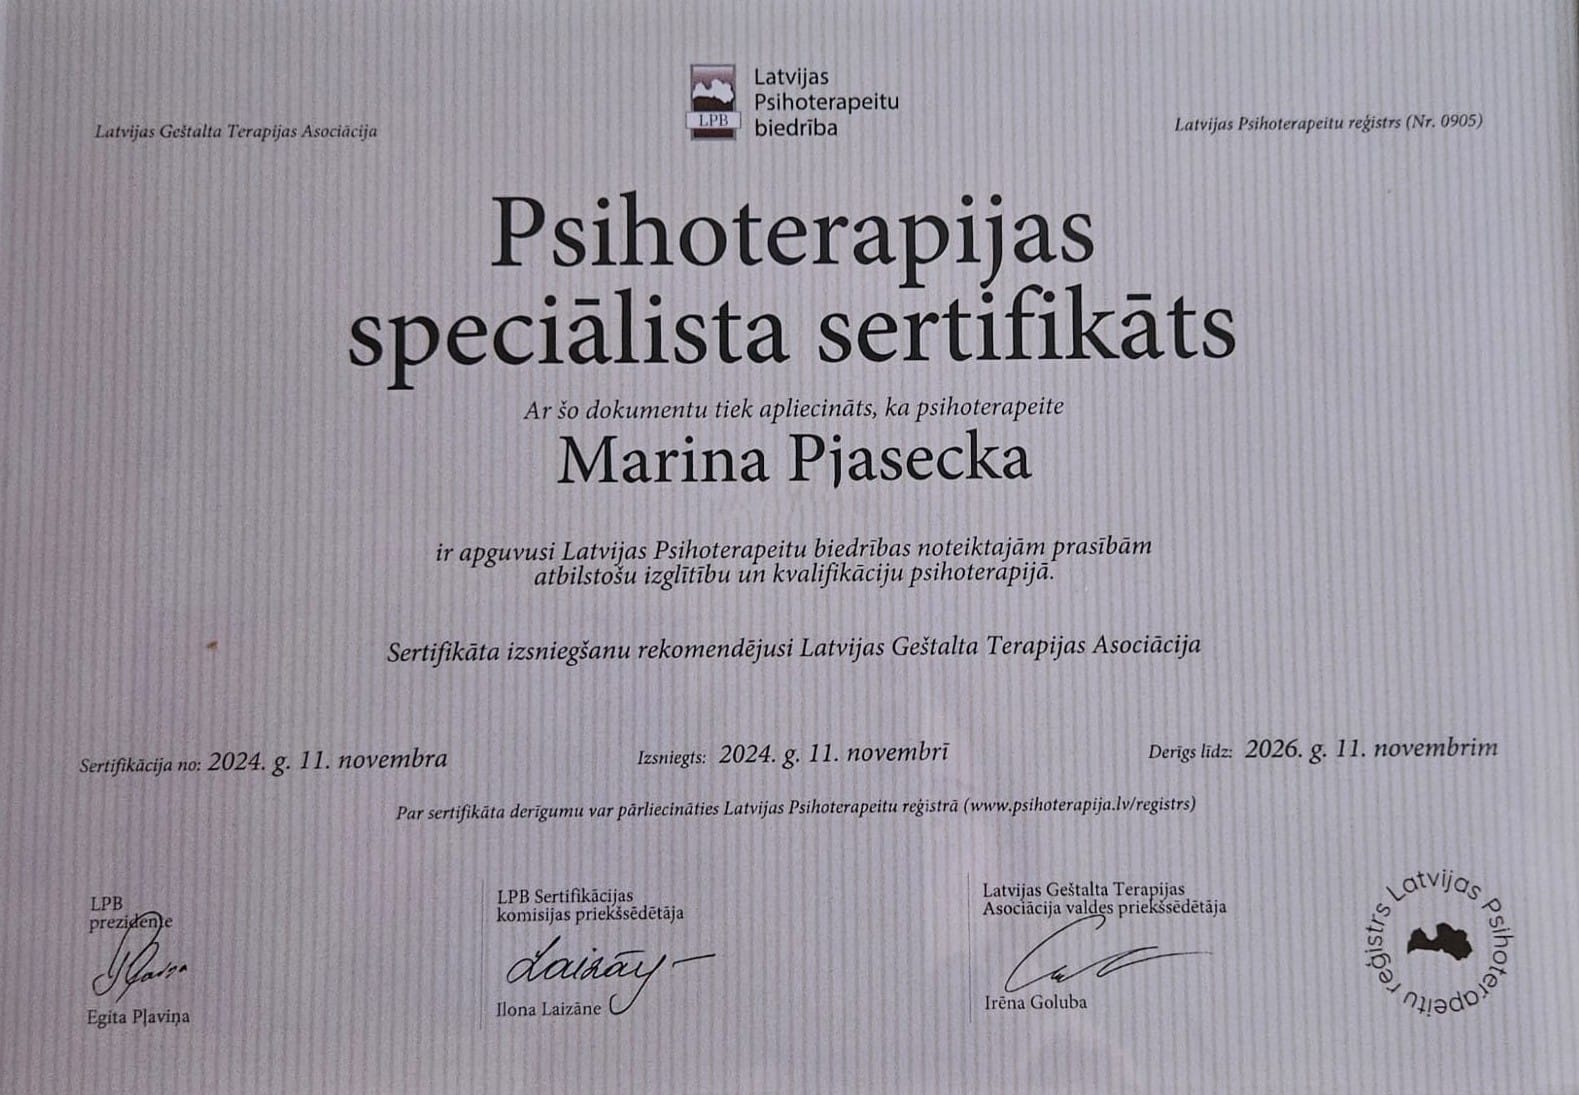 Latvijas Geštalta Terapijas Asociācija
LPB
Latvijas
Psihoterapeitu
biedrība
Latvijas Psihoterapeitu reģistrs (Nr. 0905)
Psihoterapijas
speciālista sertifikāts
Ar šo dokumentu tiek apliecināts, ka psihoterapeite
Marina Pjasecka
ir apguvusi Latvijas Psihoterapeitu biedrības noteiktajām prasībām
atbilstošu izglītību un kvalifikāciju psihoterapijā.
Sertifikāta izsniegšanu rekomendējusi Latvijas Geštalta Terapijas Asociācija
Sertifikācija no: 2024. g. 11. novembra
Izsniegts: 2024. g. 11. novembrī
Derīgs līdz: 2026. g. 11. novembrim
Par sertifikāta derīgumu var pārliecināties Latvijas Psihoterapeitu reģistrā (www.psihoterapija.lv/registrs)
LPB
prezidente
Egita Pļaviņa
LPB Sertifikācijas
komisijas priekšsēdētāja
Ilona Laizāne
Latvijas Geštalta Terapijas
Asociācija valdes priekšsēdētāja
Irēna Goluba
Latvijas Psihoterapeitu reģistrs